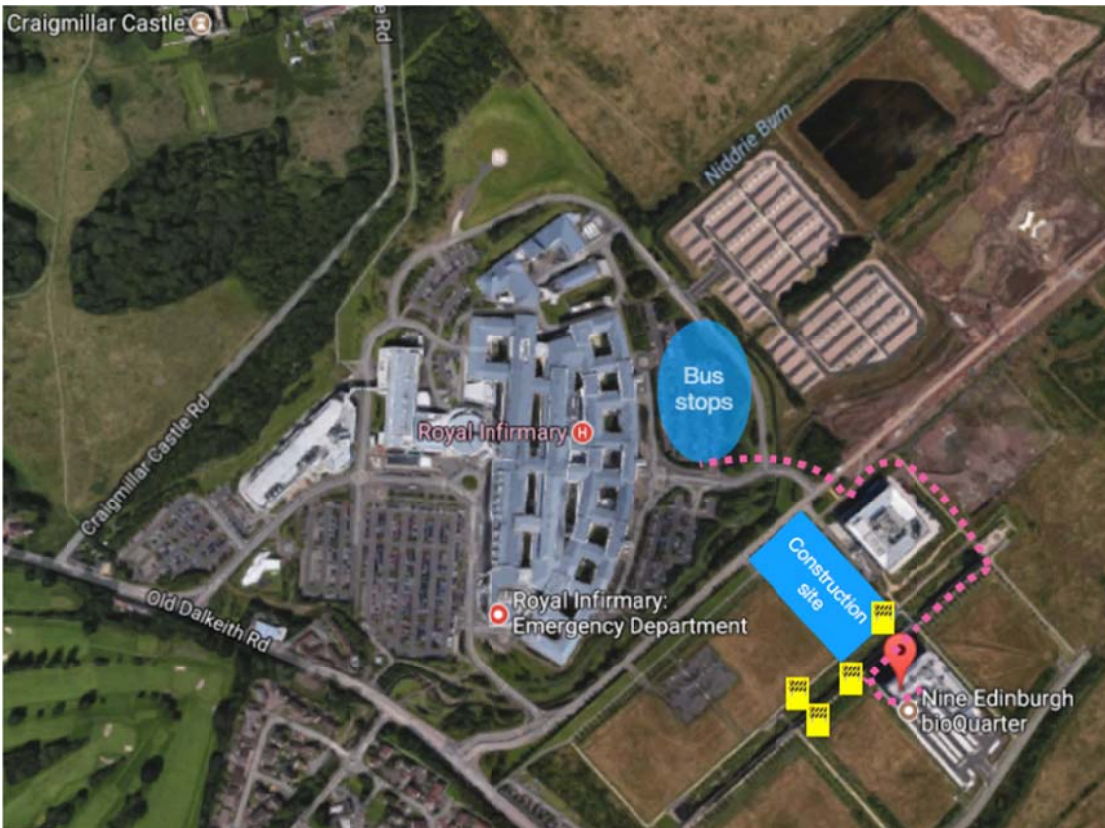 Craigmillar Castle
e Rd
Niddrie Burn
Bus
stops
Royal Infirmary H
Craigmillar Castle Rd
Construction
site
Old Dalkeith Rd
Royal Infirmary:
Emergency Department
Nine Edinburgh
bioQuarter